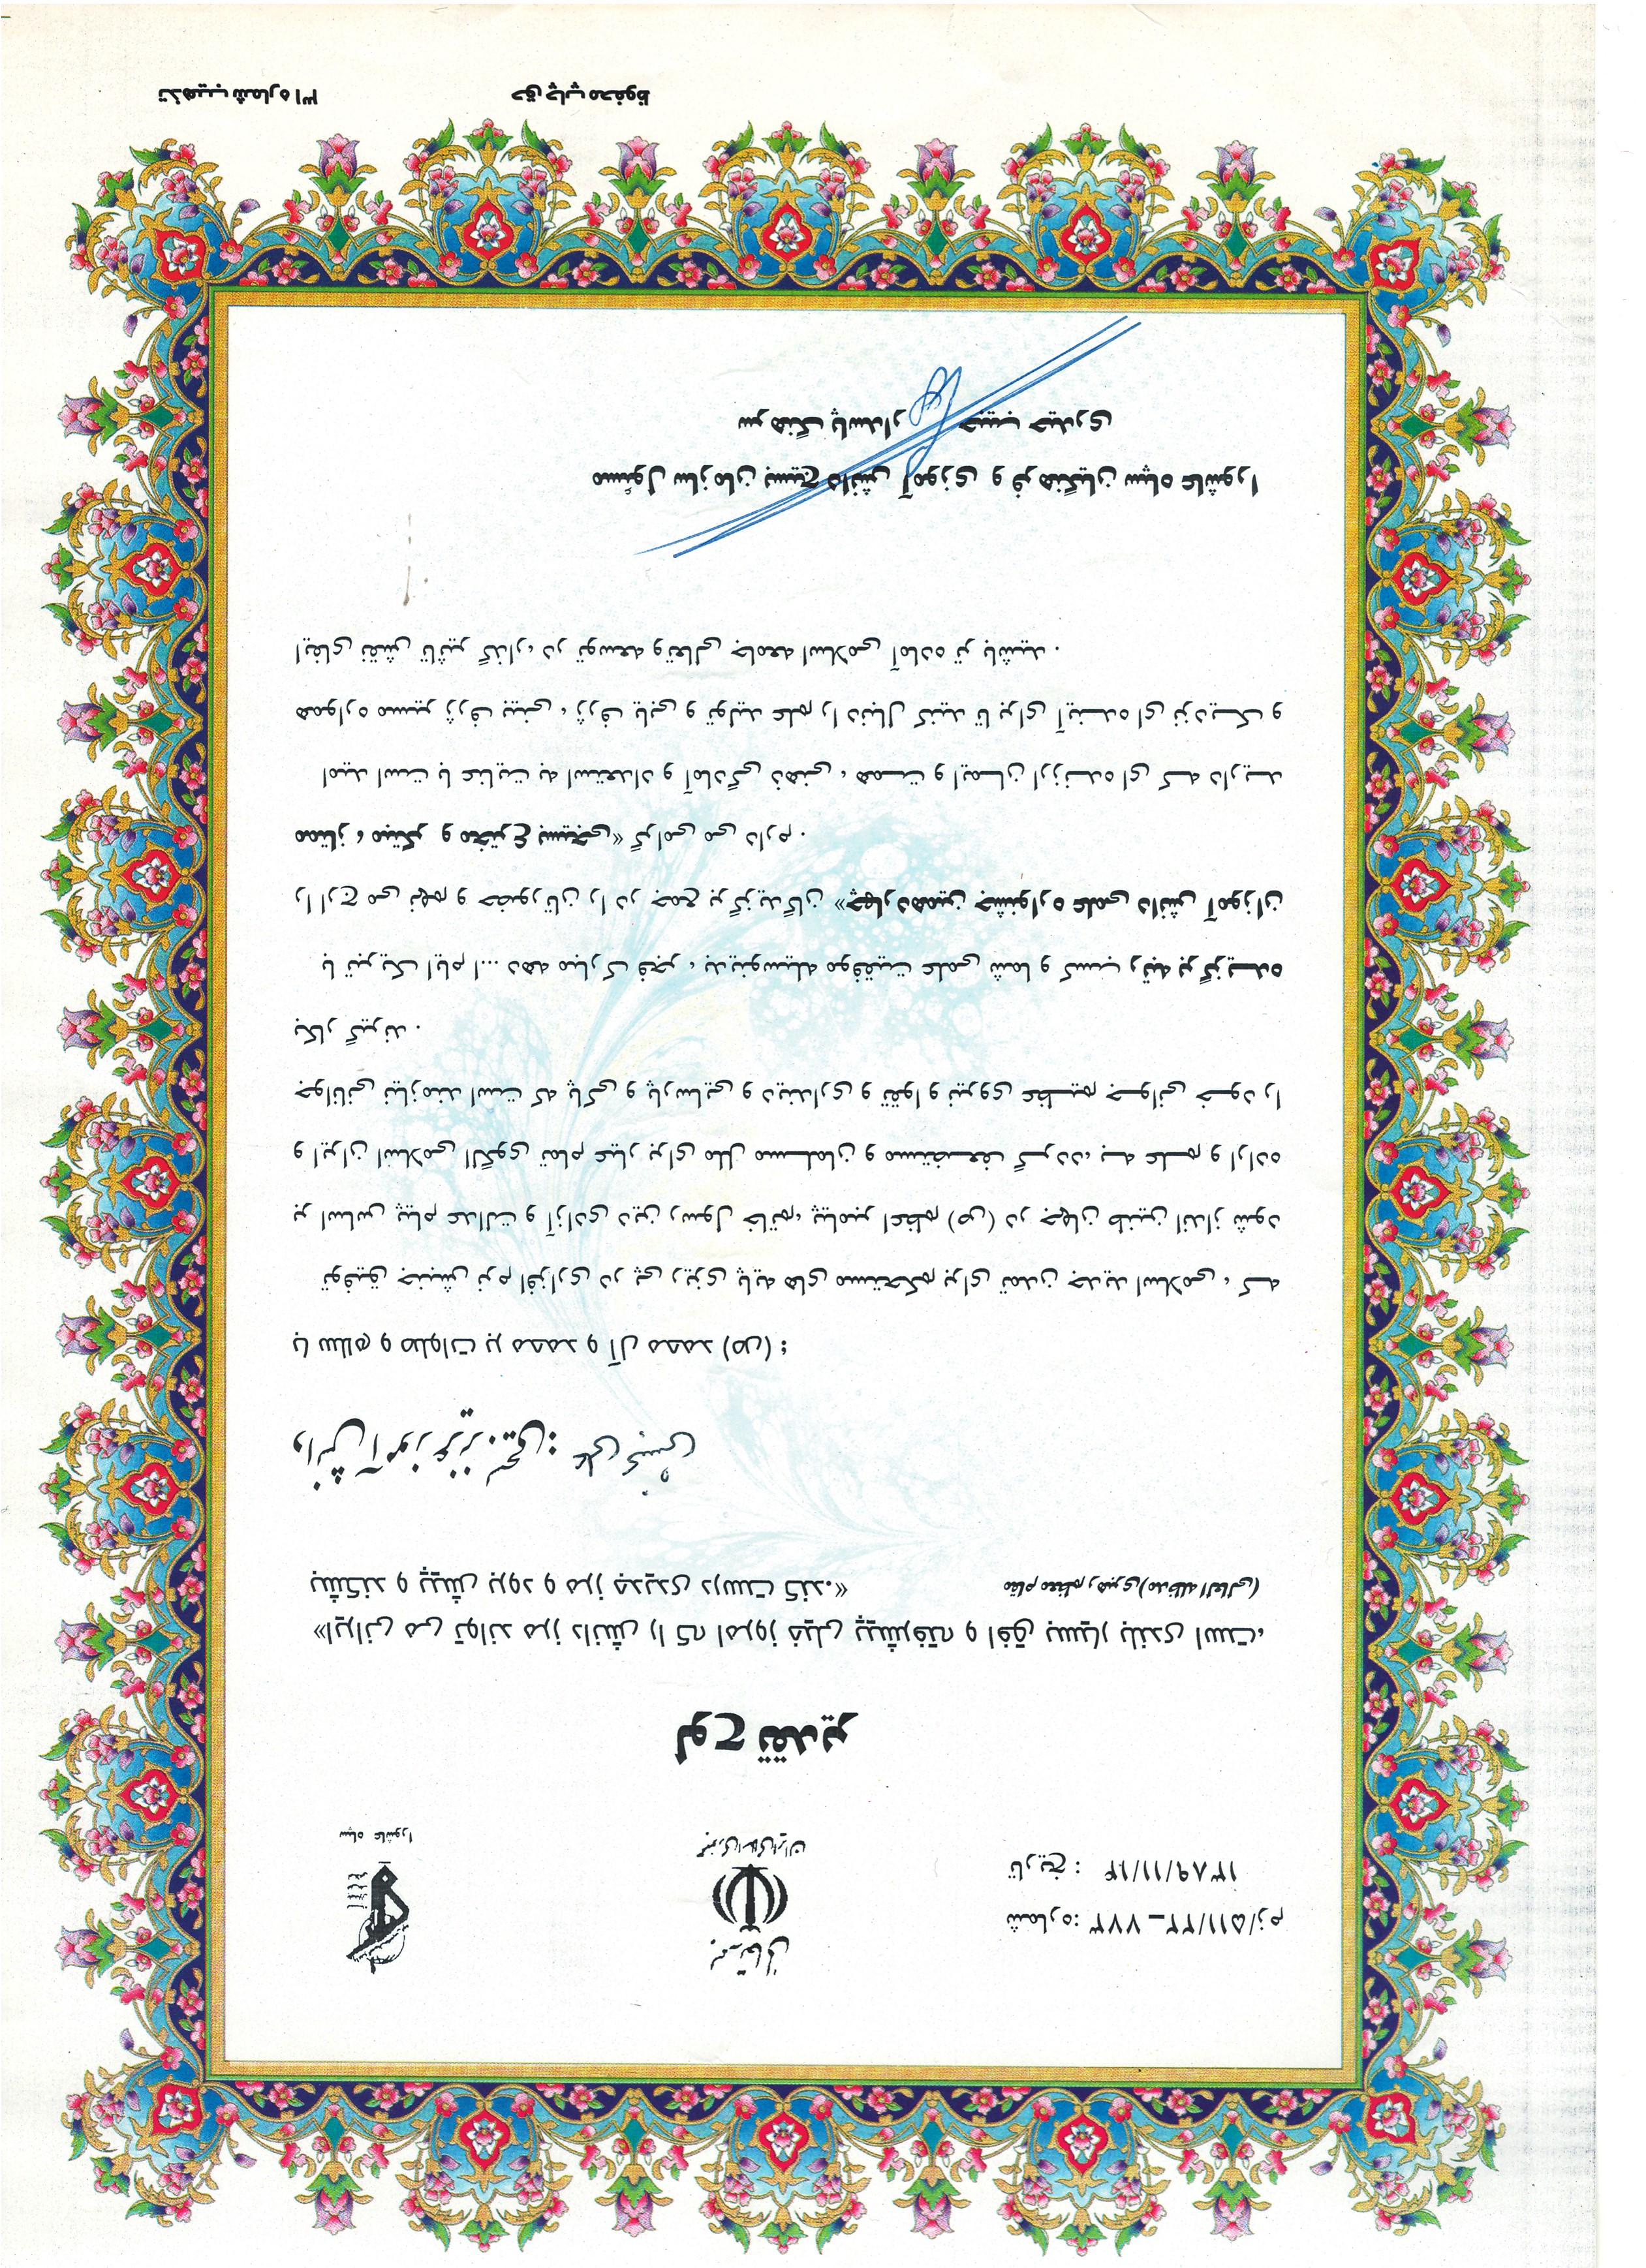 بسمه تعالی
جمهوری اسلامی ایران
سپاه عاشورا
شماره: ۷۷۳ – ۵۱۱/۲۲/زم
تاریخ : ۱۳۸۹/۱۱/۱۴
لوح تقدیر
«ایرانی می تواند مرز دانش را که امروز خیلی پیشرفته و افق بسیار بلندی است،
بشکند و پیش برود و مرز جدیدی درست کند.» مقام معظم رهبری(مدظله العالی)
دانش آموز عزیز بسیجی: علی بخشی
با سلام و صلوات بر محمد و آل محمد (ص) ؛
توفیق جنبش نرم افزاری در پی ریزی پایه های مستحکم برای تمدن جدید اسلامی ، که
بر اساس پیام عدالت و آزادی دین رسول خاتم، پیامبر اعظم (ص) در جهان طنین انداز شود
و ایران اسلامی الگوی تمام عیار برای ملل مسلمان و مستضعف گردد، به علم و اراده
جوانانی نیازمند است که پاکی و پارسایی و دینداری و تقوا و نیروی عظیم جوانی خود را
بکار گیرند .
با تبریک ایام ا... دهه مبارک فجر ، بدینوسیله موفقیت علمی شما و کسب رتبه برگزیده
را ارج می نهم و حضورتان را در جمع برگزیدگان «چهاردهمین جشنواره علمی دانش آموزان
ممتاز ، مبتکر و مخترع بسیجی» گرامی می دارم .
امید است با عنایت به استعداد و آمادگی ذهنی ، همت و ایمان ارزنده ای که دارید
همواره مسیر ژرف بینی ، ژرف یابی و تولید علم را دنبال کنید تا برای آینده ای نزدیک و
ایفای نقش تاثیر گذار، در توسعه وتعالی جامعه اسلامی آماده تر باشید .
مسئول سازمان بسیج دانش آموزی و فرهنگیان سپاه عاشورا
سرهنگ پاسدار حبیب حیدری
تذهیب شماره ۳۱
حق چاپ محفوظ